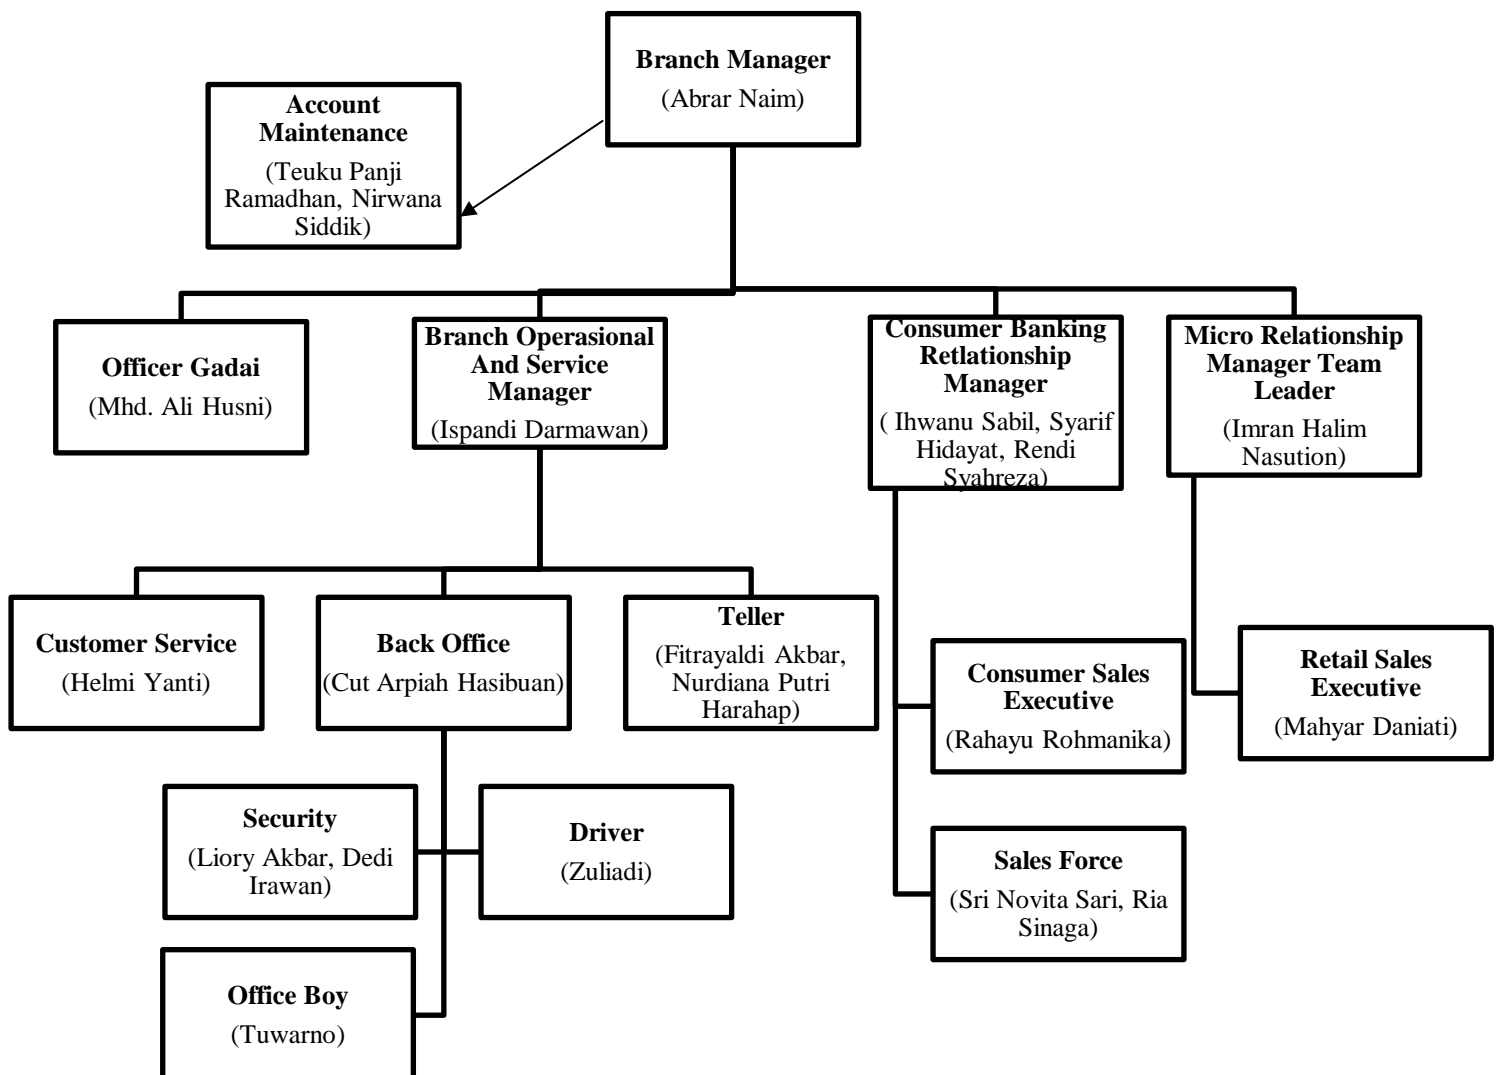 Branch Manager
(Abrar Naim)
Account
Maintenance
(Teuku Panji
Ramadhan, Nirwana
Siddik)
Officer Gadai
(Mhd. Ali Husni)
Branch Operasional
And Service
Manager
(Ispandi Darmawan)
Consumer Banking
Retlationship
Manager
( Ihwanu Sabil, Syarif
Hidayat, Rendi
Syahreza)
Micro Relationship
Manager Team
Leader
(Imran Halim
Nasution)
Customer Service
(Helmi Yanti)
Back Office
(Cut Arpiah Hasibuan)
Teller
(Fitrayaldi Akbar,
Nurdiana Putri
Harahap)
Consumer Sales
Executive
(Rahayu Rohmanika)
Retail Sales
Executive
(Mahyar Daniati)
Security
(Liory Akbar, Dedi
Irawan)
Driver
(Zuliadi)
Sales Force
(Sri Novita Sari, Ria
Sinaga)
Office Boy
(Tuwarno)